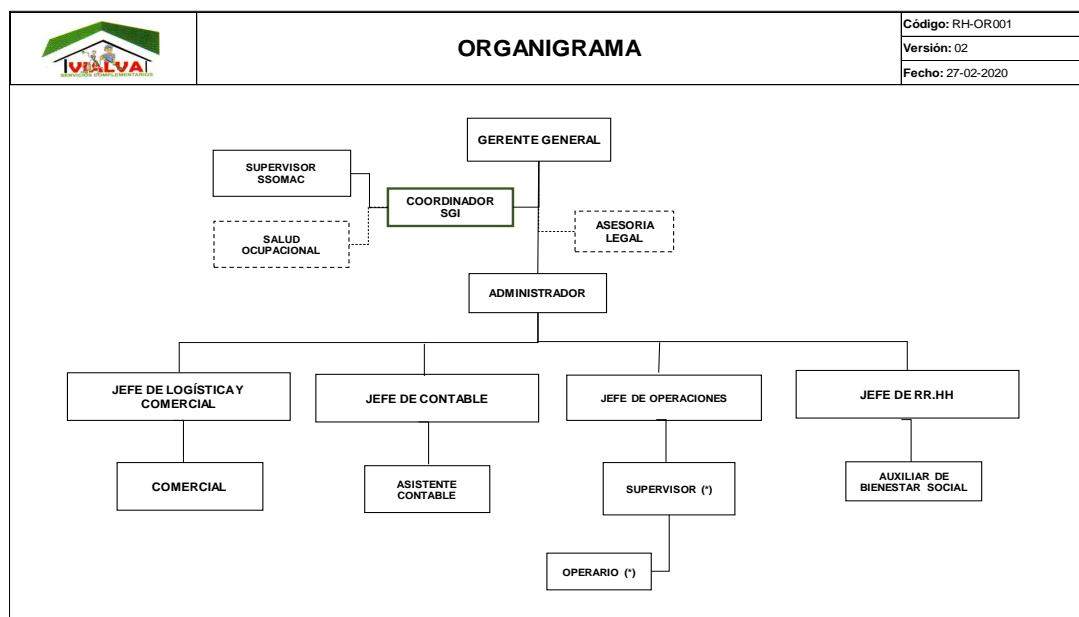 VIALVA
SERVICIOS COMPLEMENTARIOS
ORGANIGRAMA
Código: RH-OR001
Versión: 02
Fecho: 27-02-2020
GERENTE GENERAL
SUPERVISOR
SSOMAC
COORDINADOR
SGI
SALUD
OCUPACIONAL
ASESORIA
LEGAL
ADMINISTRADOR
JEFE DE LOGÍSTICA Y
COMERCIAL
JEFE DE CONTABLE
JEFE DE OPERACIONES
JEFE DE RR.HH
COMERCIAL
ASISTENTE
CONTABLE
SUPERVISOR (*)
AUXILIAR DE
BIENESTAR SOCIAL
OPERARIO (*)